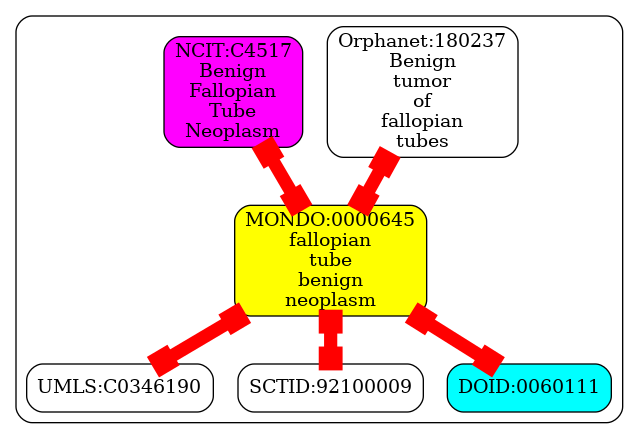 NCIT:C4517
Benign
Fallopian
Tube
Neoplasm
Orphanet:180237
Benign
tumor
of
fallopian
tubes
MONDO:0000645
fallopian
tube
benign
neoplasm
UMLS:C0346190
SCTID:92100009
DOID:0060111